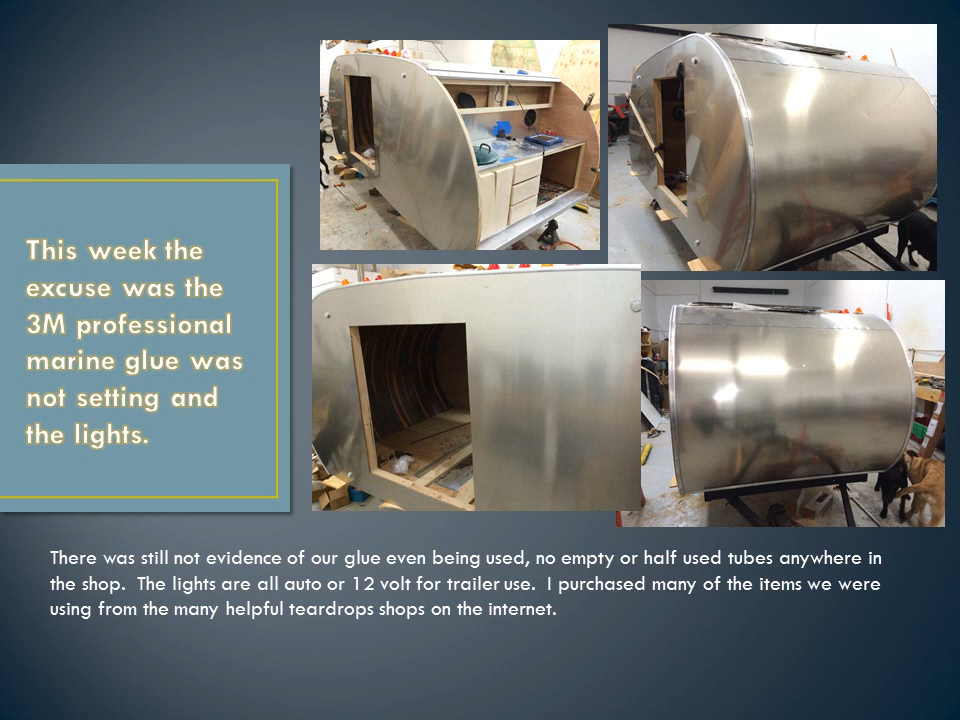 This week the
excuse was the
3M professional
marine glue was
not setting and
the lights.
There was still not evidence of our glue even being used, no empty or half used tubes anywhere in
the shop.  The lights are all auto or 12 volt for trailer use.  I purchased many of the items we were
using from the many helpful teardrops shops on the internet.